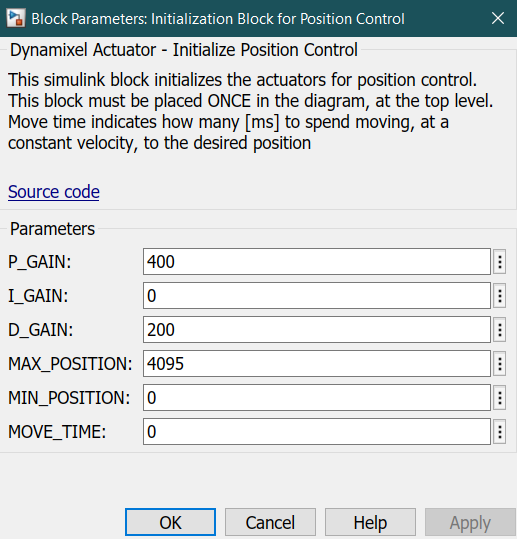 Block Parameters: Initialization Block for Position Control
Dynamixel Actuator - Initialize Position Control
This simulink block initializes the actuators for position control.
This block must be placed ONCE in the diagram, at the top level.
Move time indicates how many [ms] to spend moving, at a
constant velocity, to the desired position
Source code
Parameters
P_GAIN: 400
I_GAIN: 0
D_GAIN: 200
MAX_POSITION: 4095
MIN_POSITION: 0
MOVE_TIME: 0
OK Cancel Help Apply